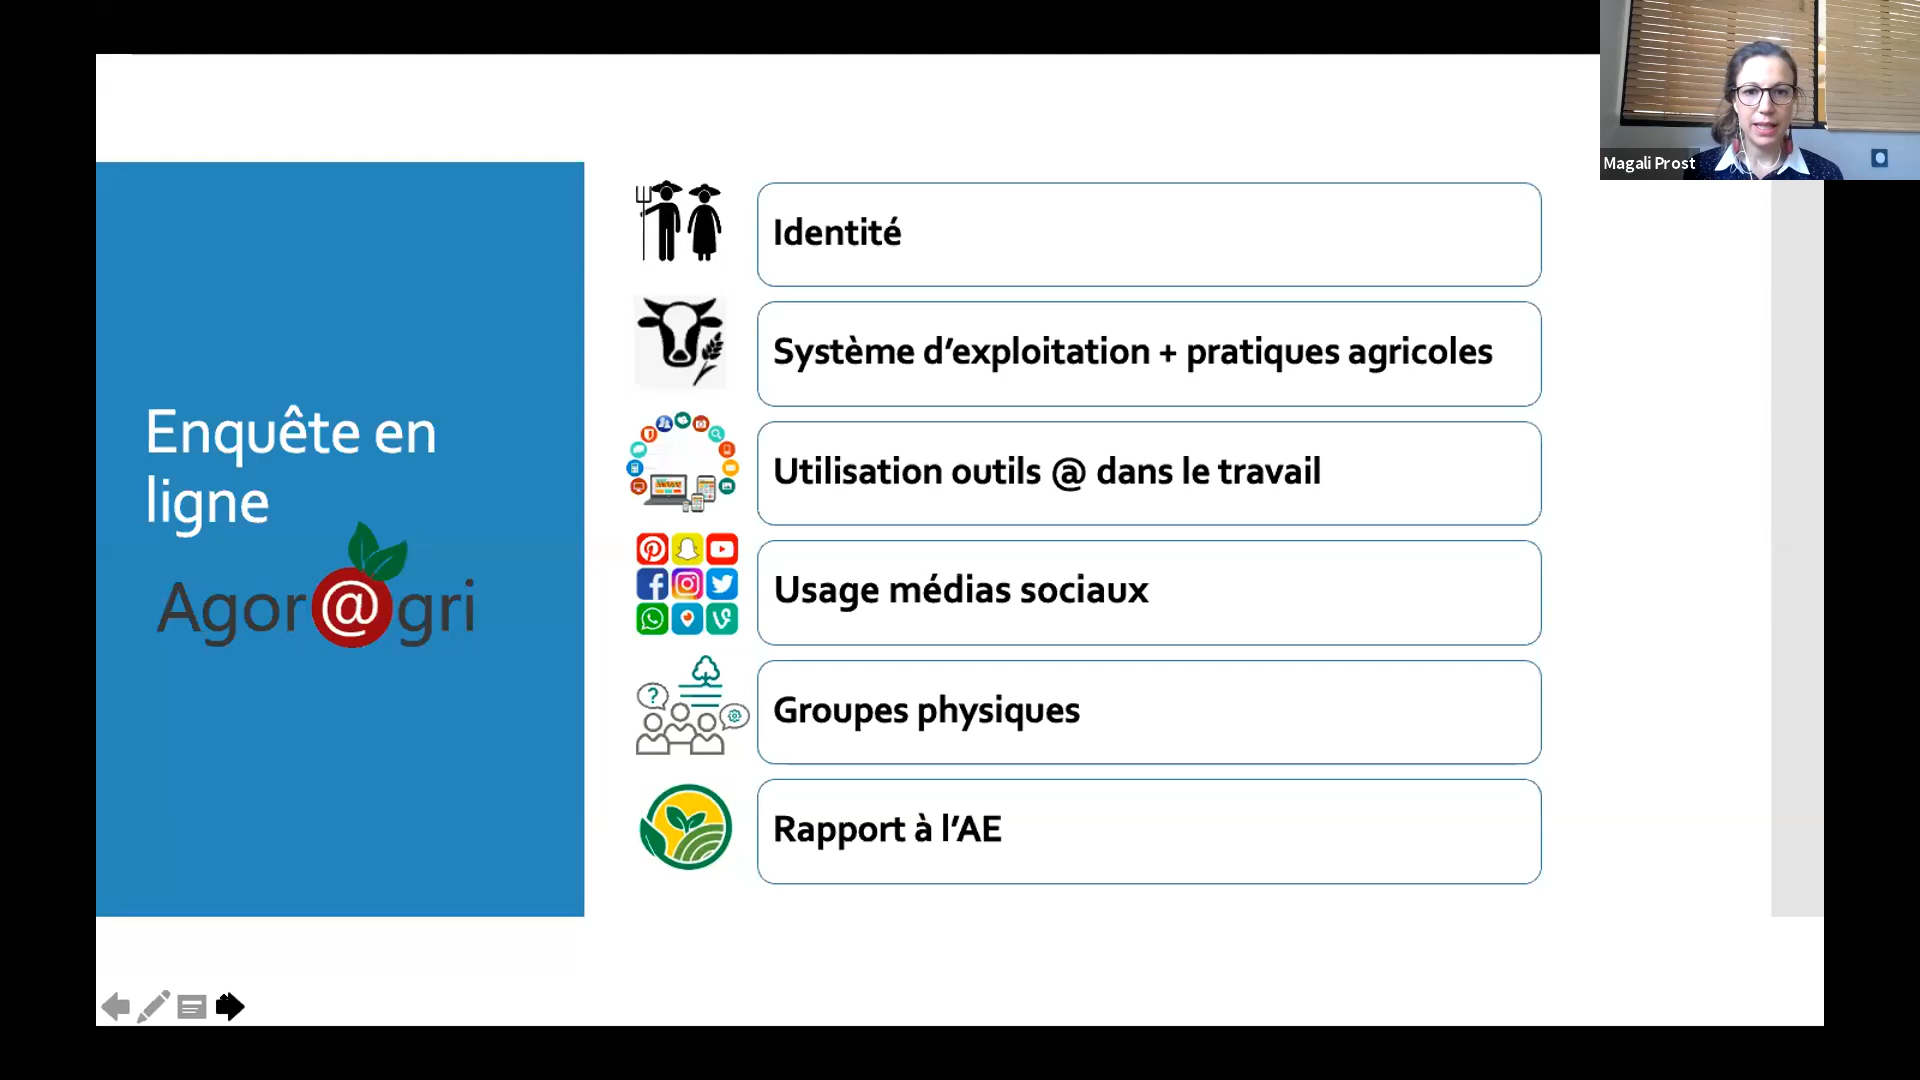 Magali Prost
Enquête en
ligne
Agor@gri
Identité
Système d’exploitation + pratiques agricoles
Utilisation outils @ dans le travail
Usage médias sociaux
Groupes physiques
Rapport à l’AE